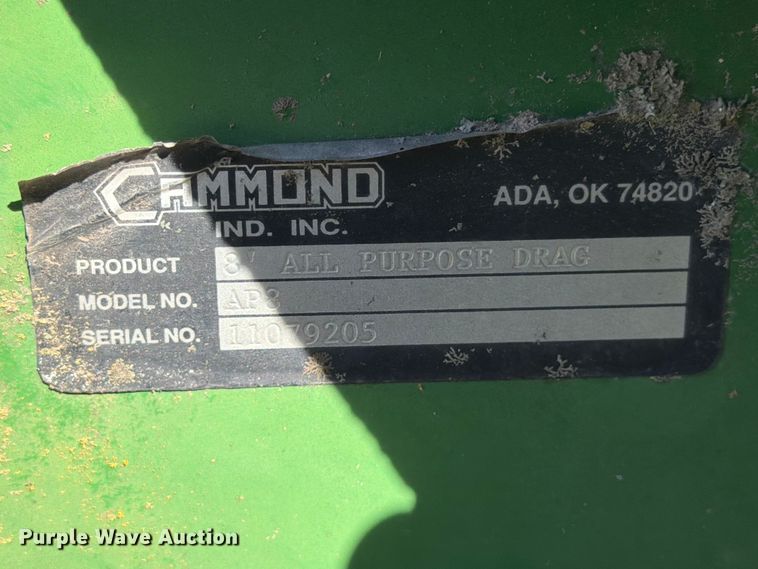 CAMMOND
ADA, OK 74820
IND. INC.
PRODUCT 8' ALL PURPOSE DRAG
MODEL NO. AP8
SERIAL NO. 11079205
Purple Wave Auction